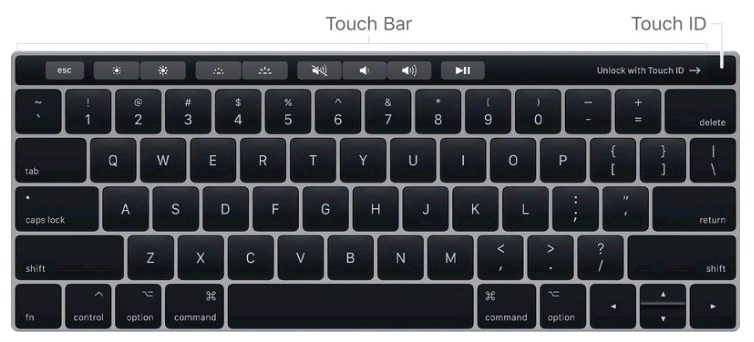 Touch Bar Touch ID
esc Unlock with Touch ID →
~ ! @ # $ % ^ & * ( ) — +
` 1 2 3 4 5 6 7 8 9 0 - = delete
{ } |
tab Q W E R T Y U I O P [ ] \
: "
caps lock A S D F G H J K L ; ' return
< > ?
shift Z X C V B N M , . / shift
^ ⌥ ⌘ ⌘ ⌥ ▲
fn control option command command option ◀ ▼ ▶